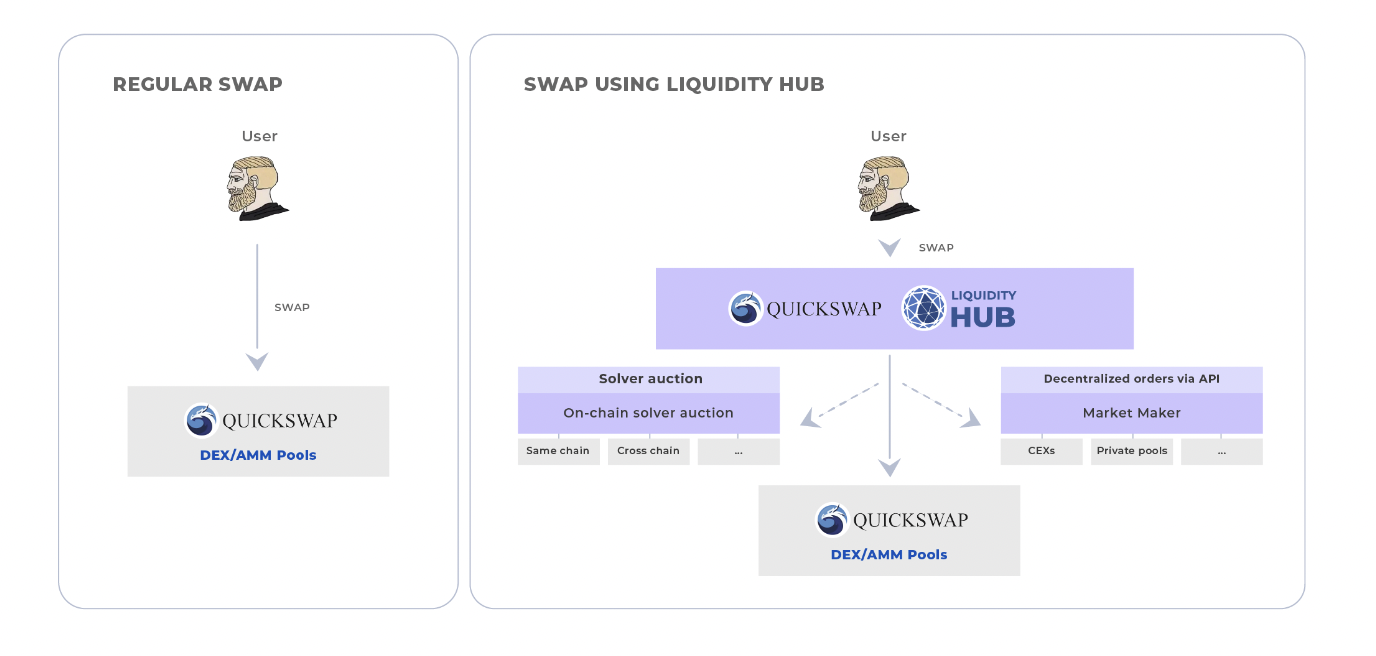 REGULAR SWAP
User
SWAP
QUICKSWAP
DEX/AMM Pools
SWAP USING LIQUIDITY HUB
User
SWAP
QUICKSWAP
LIQUIDITY
HUB
Solver auction
On-chain solver auction
Same chain
Cross chain
...
Decentralized orders via API
Market Maker
CEXs
Private pools
...
QUICKSWAP
DEX/AMM Pools